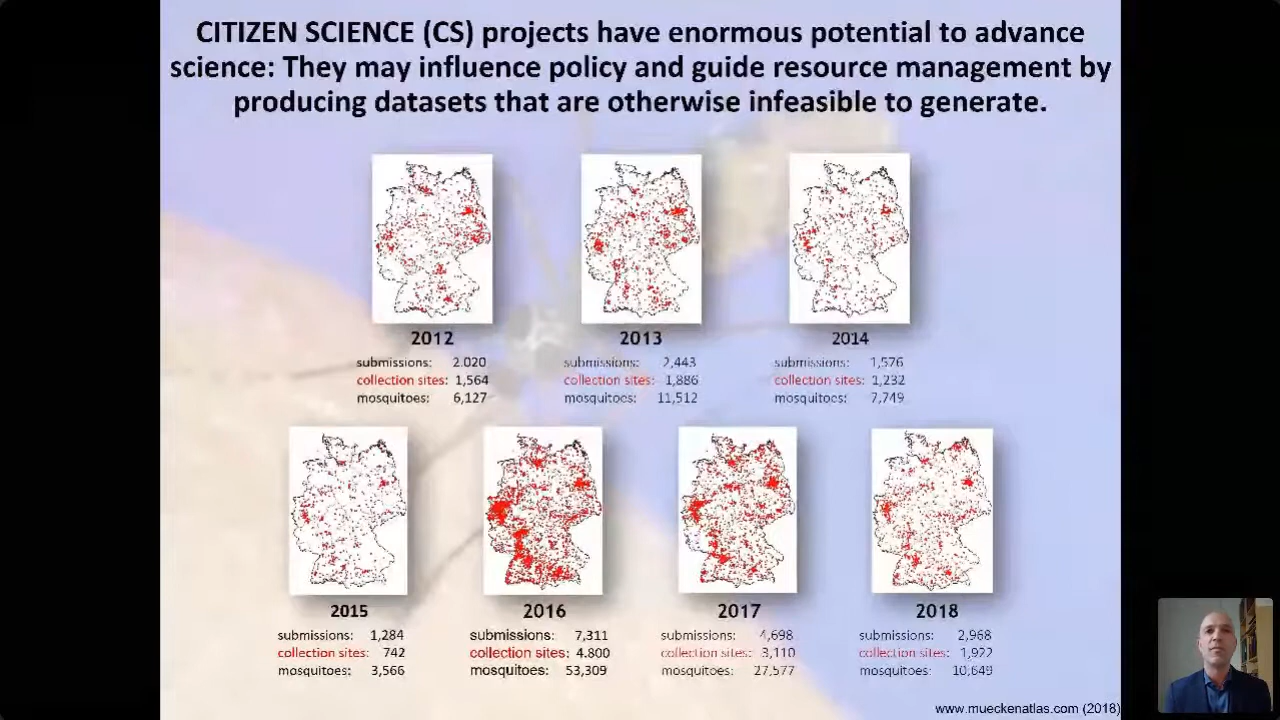 CITIZEN SCIENCE (CS) projects have enormous potential to advance
science: They may influence policy and guide resource management by
producing datasets that are otherwise infeasible to generate.
2012
submissions: 2.020
collection sites: 1,564
mosquitoes: 6,127
2013
submissions: 2,443
collection sites: 1,886
mosquitoes: 11,512
2014
submissions: 1,576
collection sites: 1,232
mosquitoes: 7,749
2015
submissions: 1,284
collection sites: 742
mosquitoes: 3,566
2016
submissions: 7,311
collection sites: 4.800
mosquitoes: 53,309
2017
submissions: 4,698
collection sites: 3,110
mosquitoes: 27,577
2018
submissions: 2,968
collection sites: 1,922
mosquitoes: 10,649
www.mueckenatlas.com (2018)